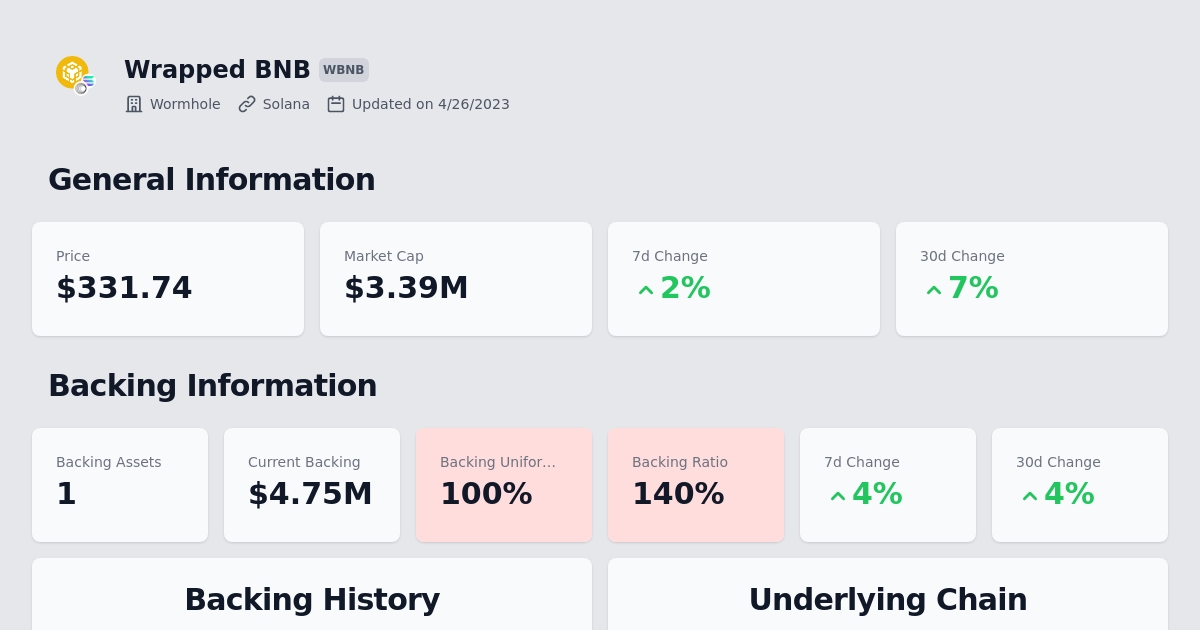 Wrapped BNB WBNB
Wormhole Solana Updated on 4/26/2023
General Information
Price Market Cap 7d Change 30d Change
$331.74 $3.39M 2% 7%
Backing Information
Backing Assets Current Backing Backing Unifor... Backing Ratio 7d Change 30d Change
1 $4.75M 100% 140% 4% 4%
Backing History Underlying Chain